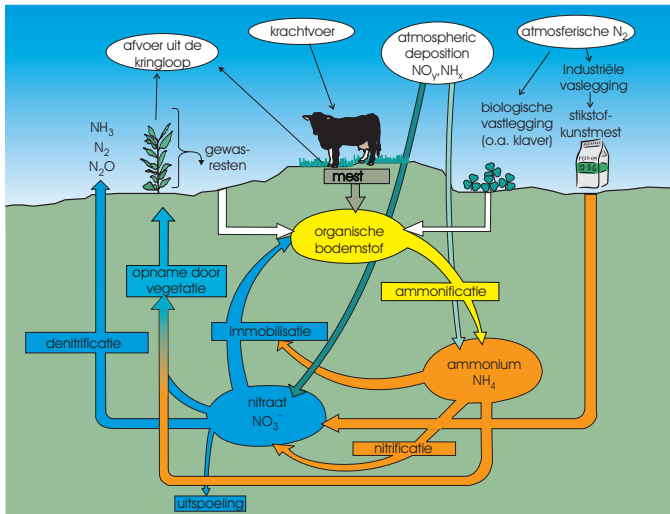 afvoer uit de
kringloop
krachtvoer
atmospheric
deposition
NOy,NHx
atmosferische N2
Industriële
vaslegging
stikstof-
kunstmest
biologische
vastlegging
(o.a. klaver)
NH3
N2
N2O
gewas-
resten
mest
organische
bodemstof
opname door
vegetatie
ammonificatie
denitrificatie
immobilisatie
ammonium
NH4
nitraat
NO3-
nitrificatie
uitspoeling